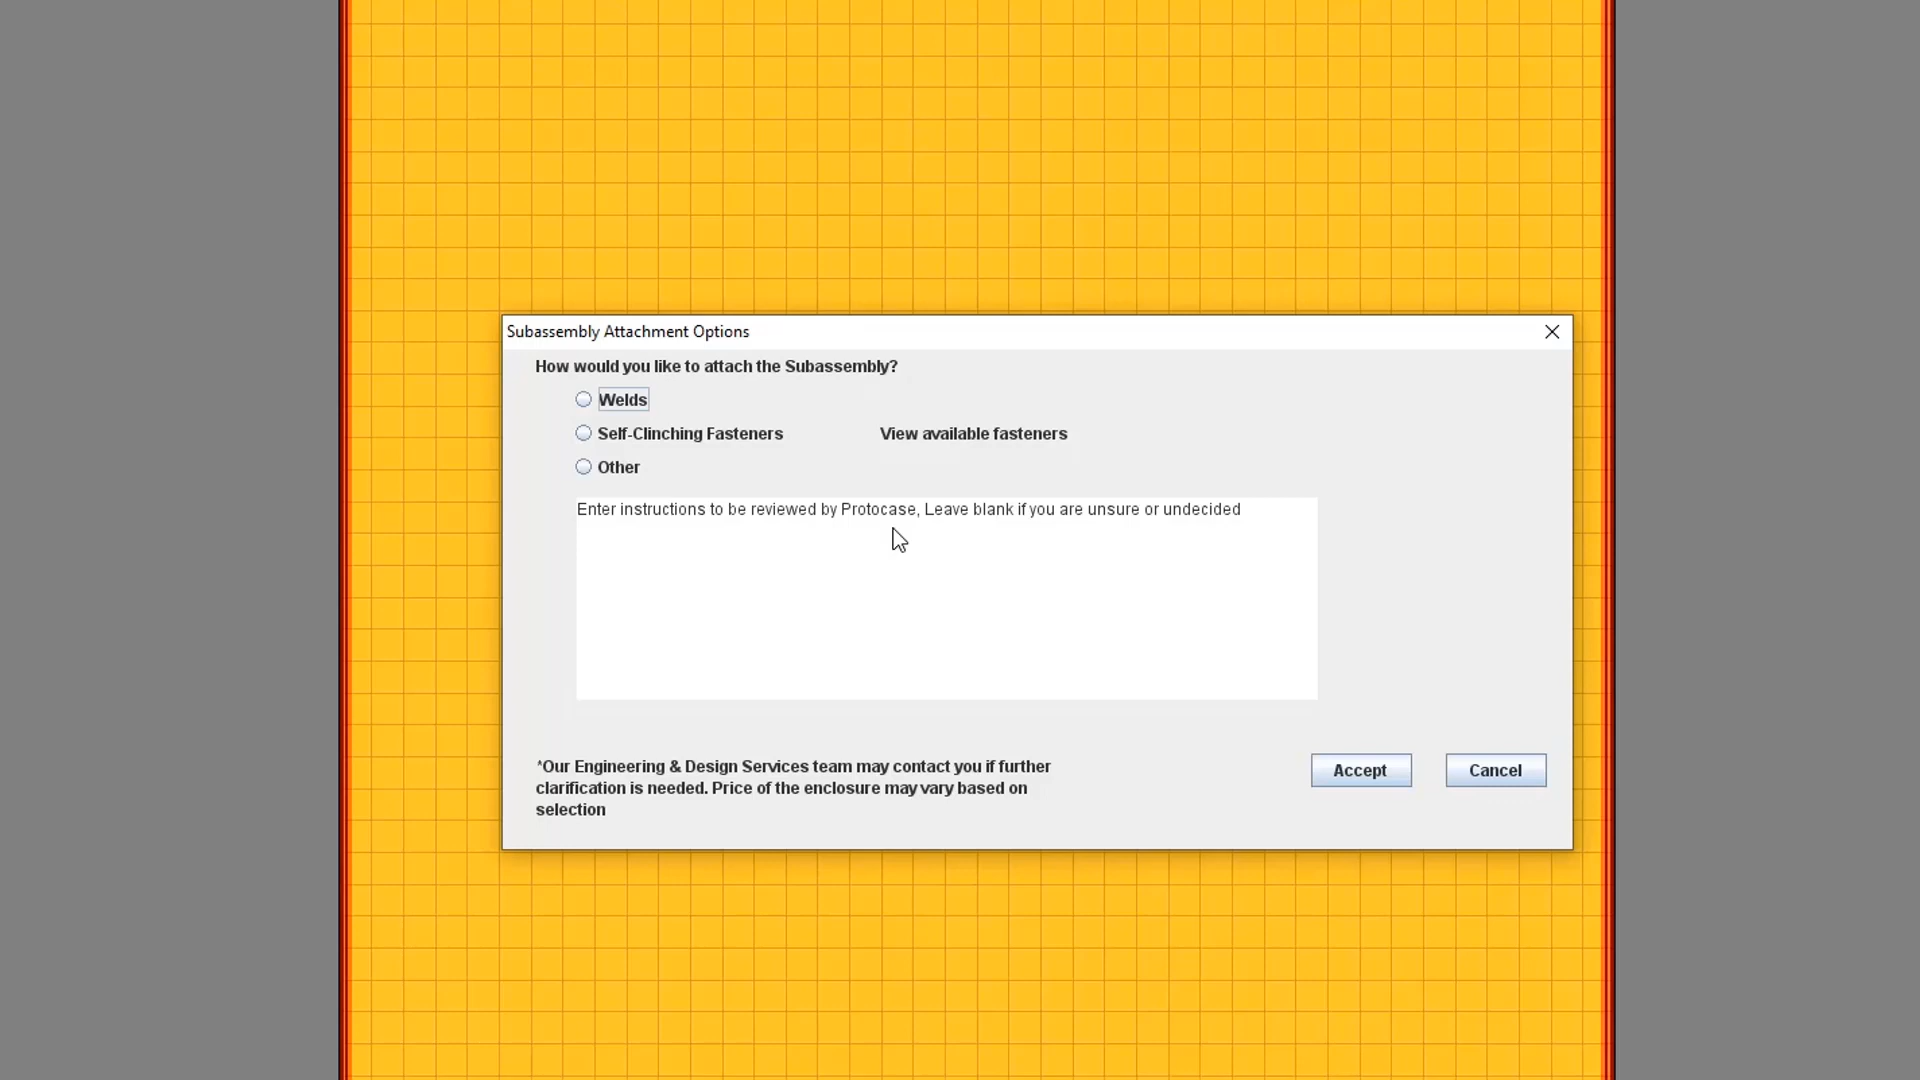 Subassembly Attachment Options
How would you like to attach the Subassembly?
Welds
Self-Clinching Fasteners View available fasteners
Other
Enter instructions to be reviewed by Protocase, Leave blank if you are unsure or undecided
*Our Engineering & Design Services team may contact you if further
clarification is needed. Price of the enclosure may vary based on
selection
Accept Cancel